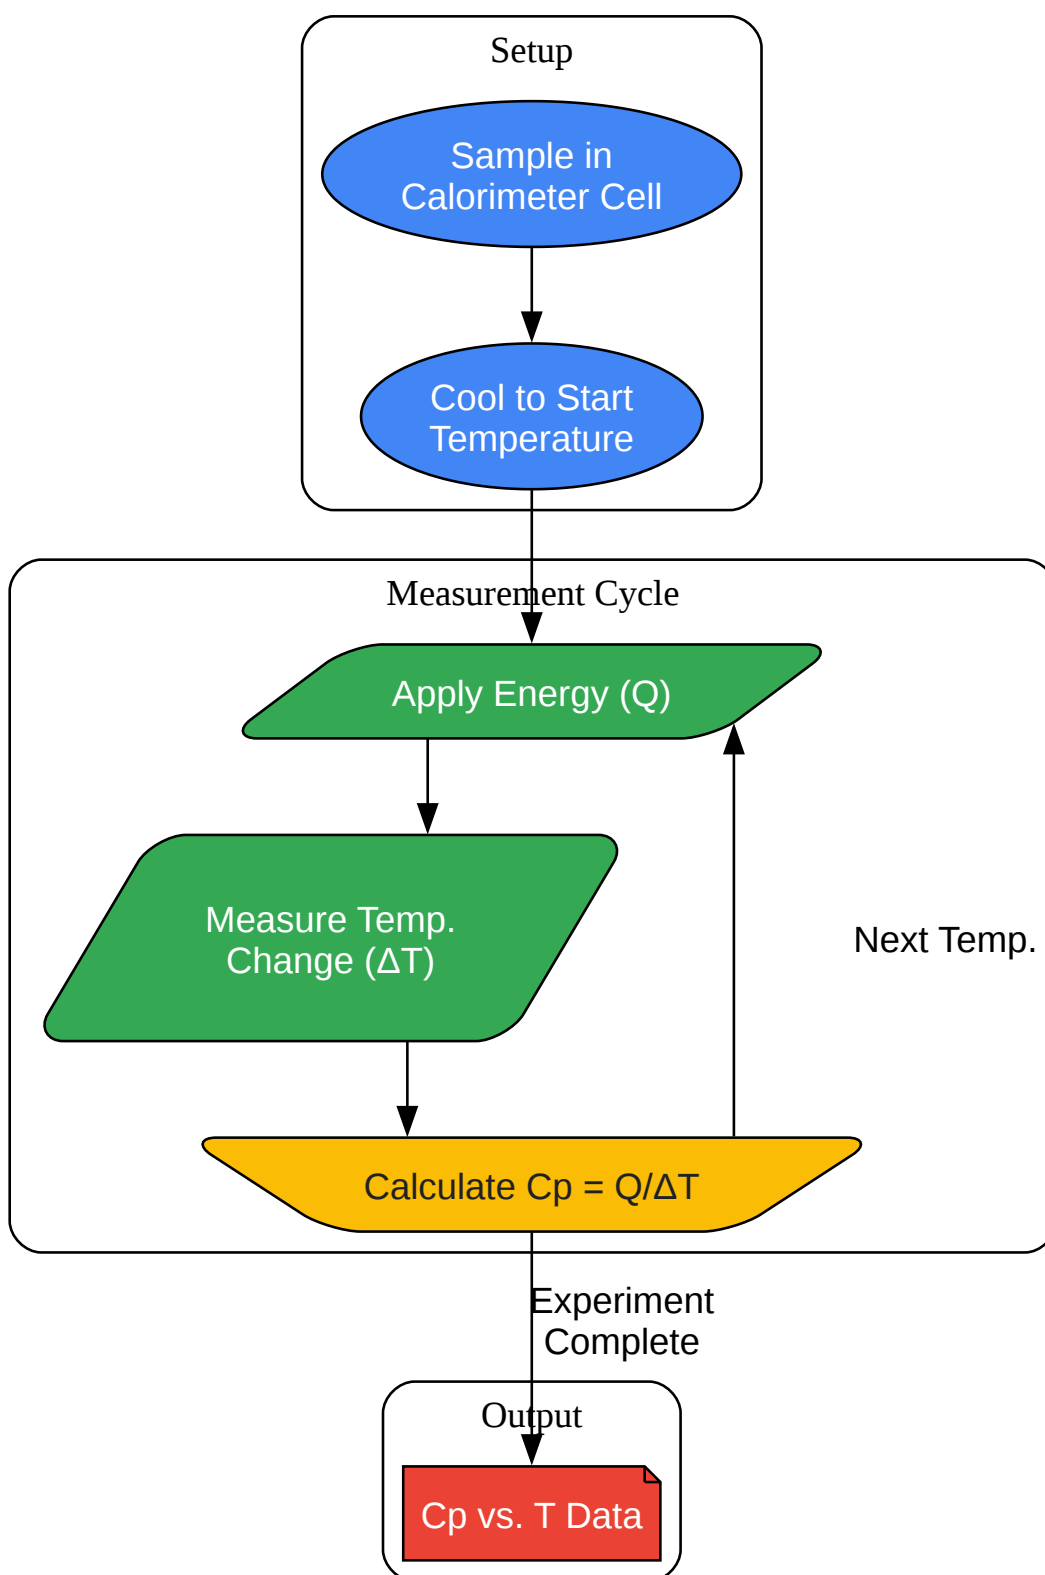 Setup
Sample in
Calorimeter Cell
Cool to Start
Temperature
Measurement Cycle
Apply Energy (Q)
Measure Temp.
Change (ΔT)
Next Temp.
Calculate Cp = Q/ΔT
Experiment
Complete
Output
Cp vs. T Data